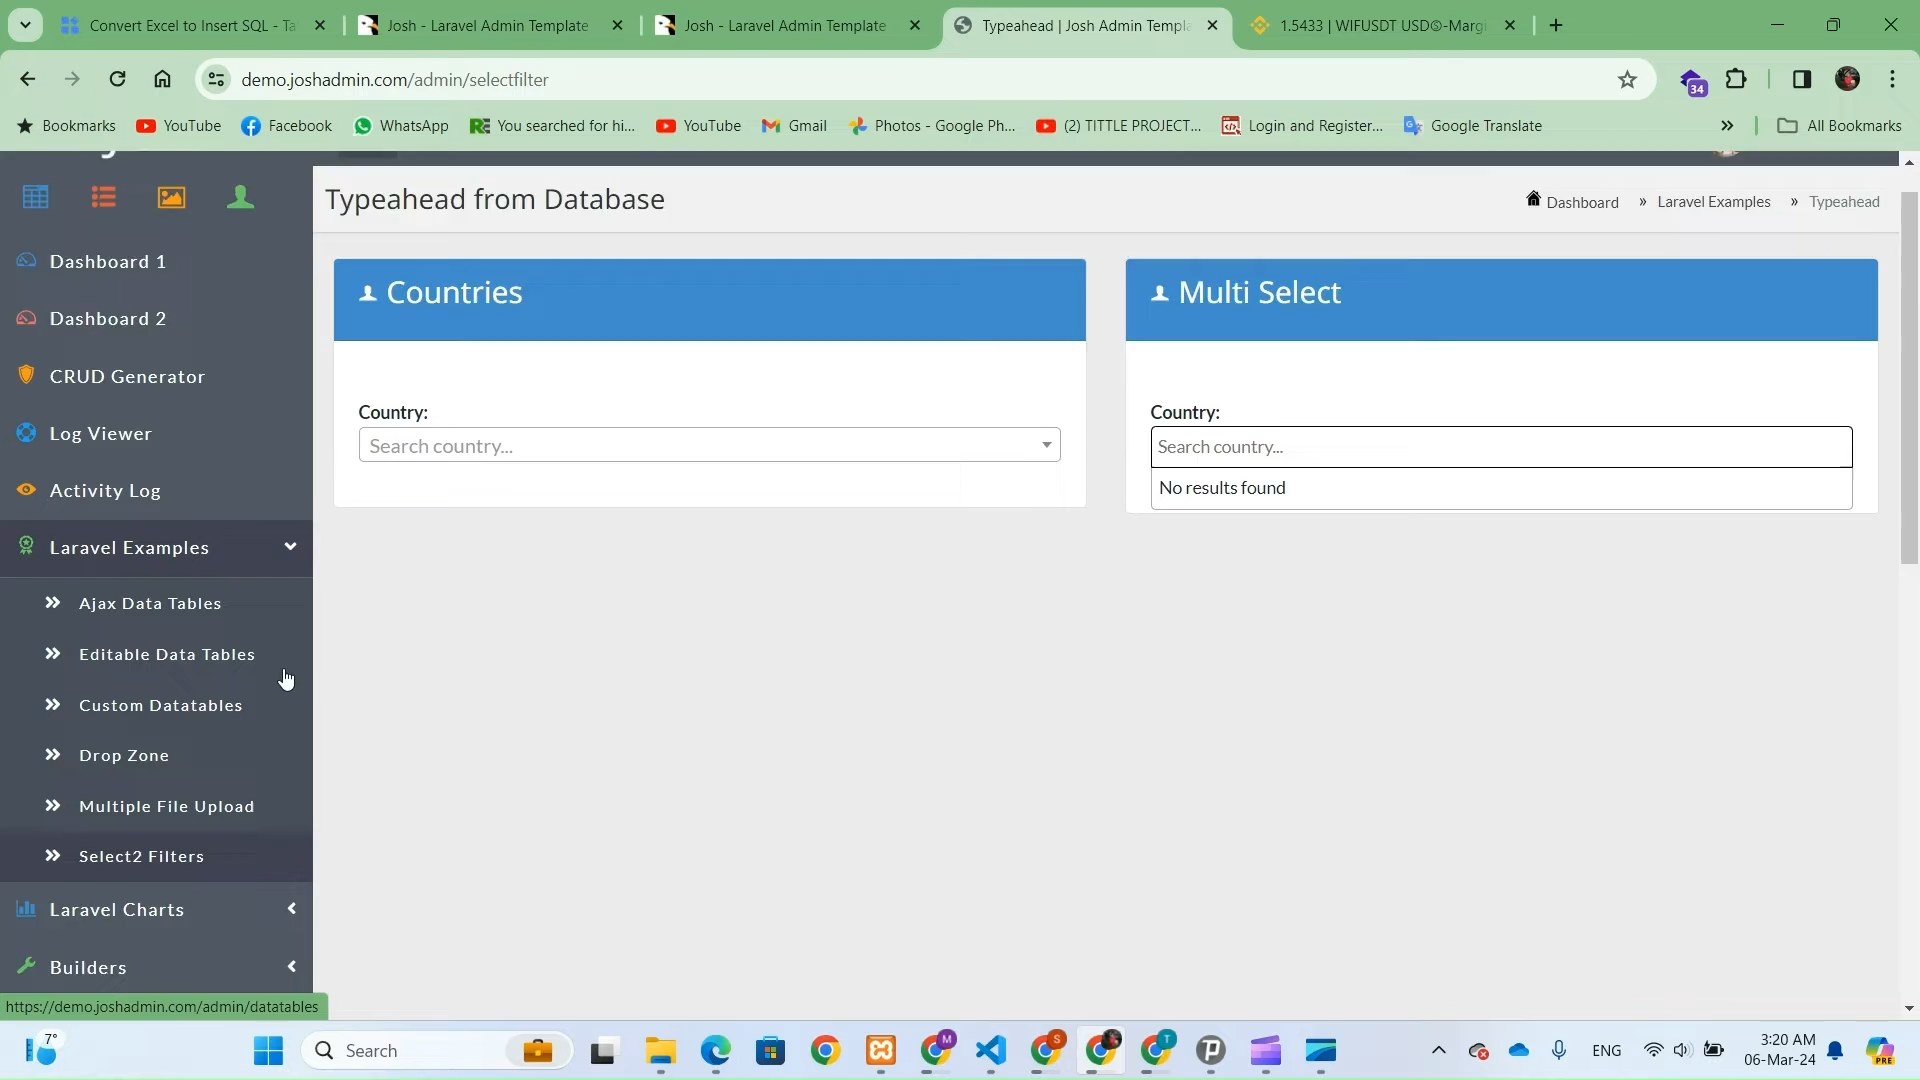 Convert Excel to Insert SQL - Ta
Josh - Laravel Admin Template
Josh - Laravel Admin Template
Typeahead | Josh Admin Templa
1.5433 | WIFUSDT USD©-Margi
demo.joshadmin.com/admin/selectfilter
34
Bookmarks
YouTube
Facebook
WhatsApp
You searched for hi...
YouTube
Gmail
Photos - Google Ph...
(2) TITTLE PROJECT...
Login and Register...
Google Translate
All Bookmarks
Typeahead from Database
Dashboard » Laravel Examples » Typeahead
Dashboard 1
Dashboard 2
CRUD Generator
Log Viewer
Activity Log
Laravel Examples
Ajax Data Tables
Editable Data Tables
Custom Datatables
Drop Zone
Multiple File Upload
Select2 Filters
Laravel Charts
Builders
Countries
Country:
Search country...
Multi Select
Country:
Search country...
No results found
https://demo.joshadmin.com/admin/datatables
7°
Search
M
S
T
ENG
3:20 AM
06-Mar-24
PRE